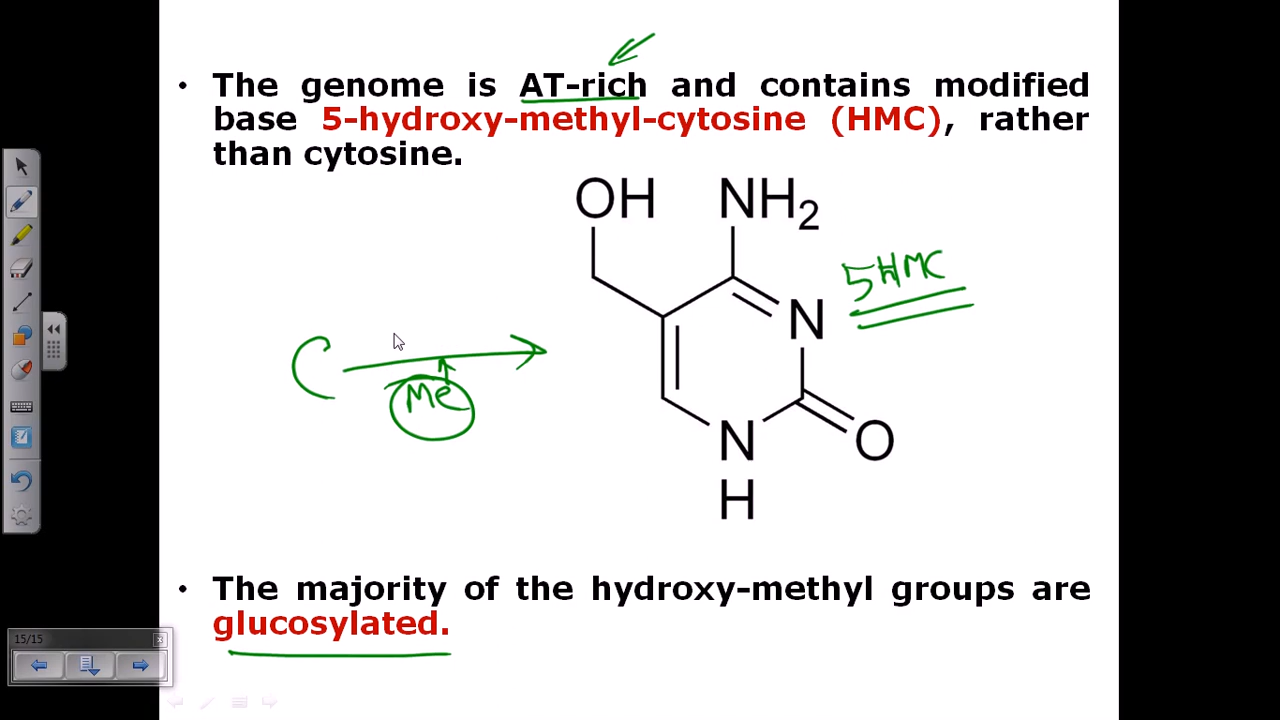 • The genome is AT-rich and contains modified
base 5-hydroxy-methyl-cytosine (HMC), rather
than cytosine.
OH NH2
5HMC
N
C
Me
N
H
O
• The majority of the hydroxy-methyl groups are
glucosylated.
15/15